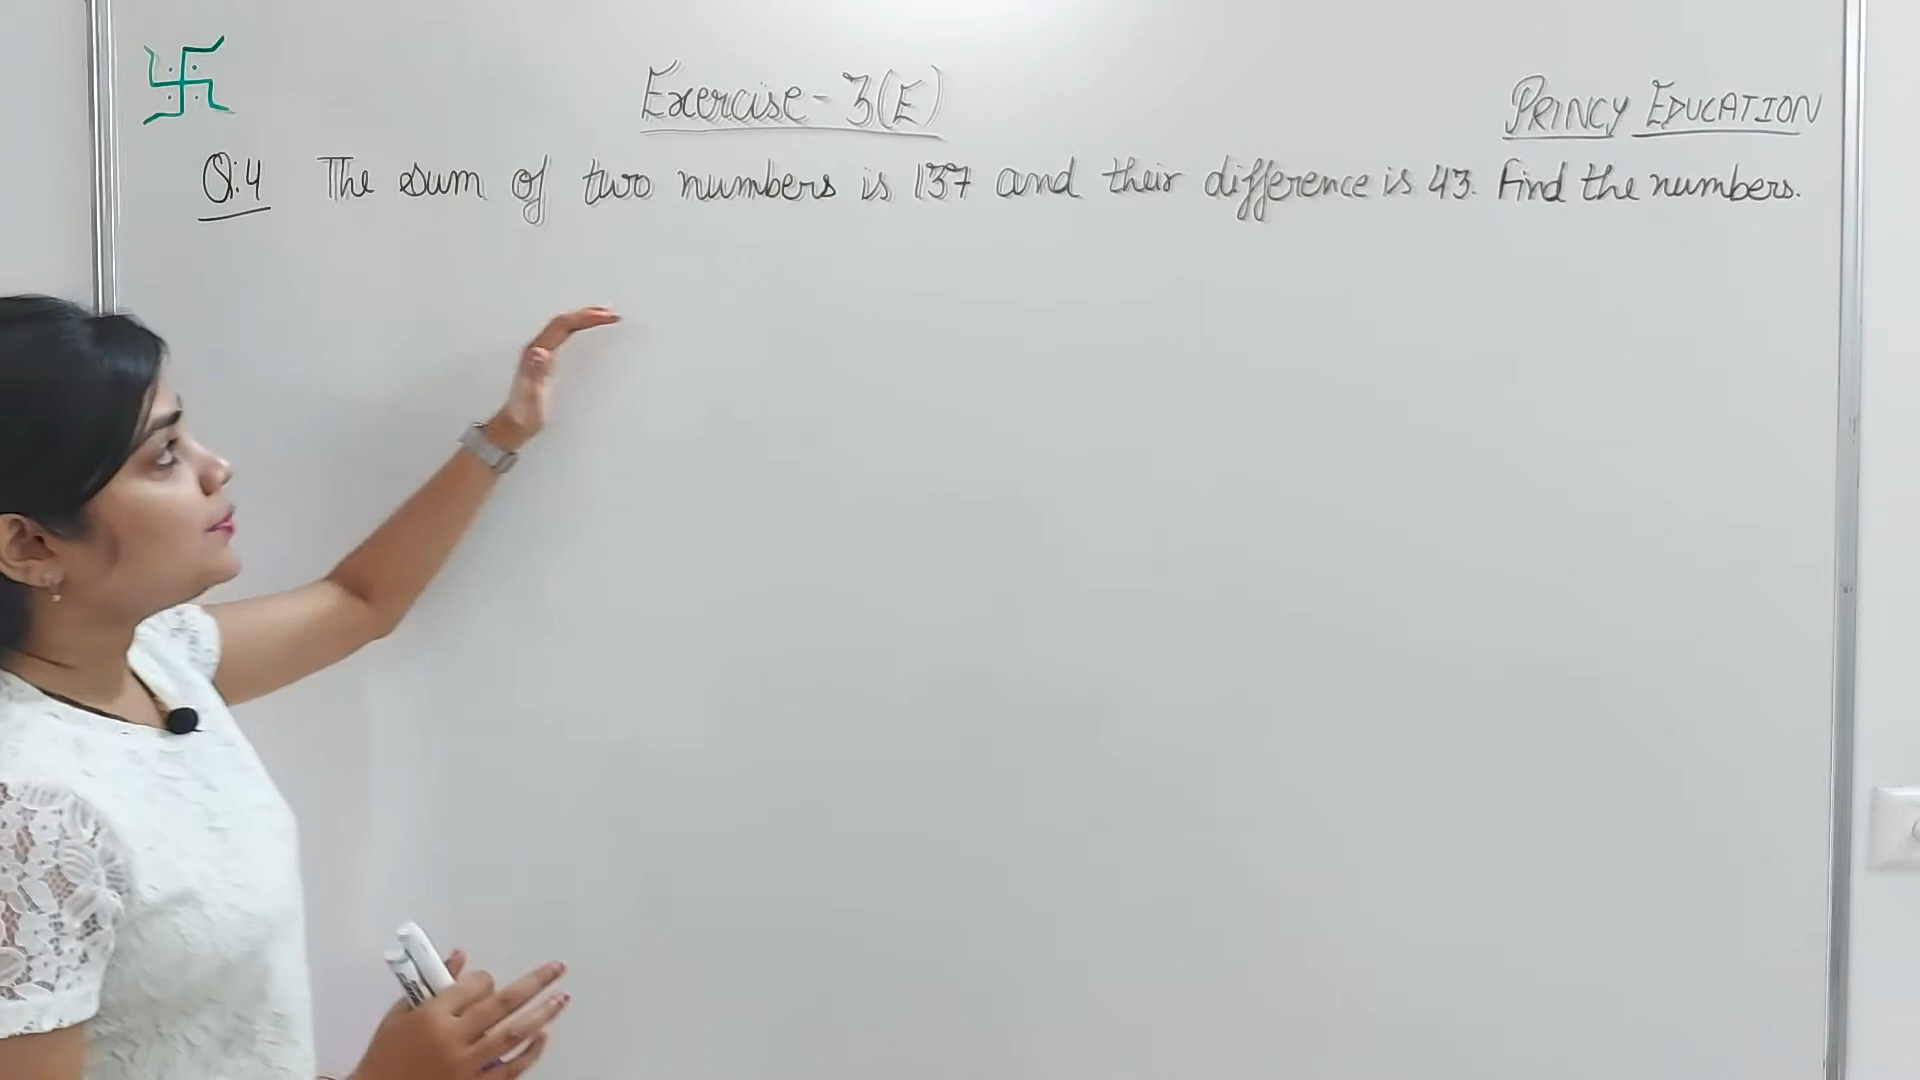 Exercise - 3(E)
PRINCY EDUCATION
Q:4 The sum of two numbers is 137 and their difference is 43. Find the numbers.